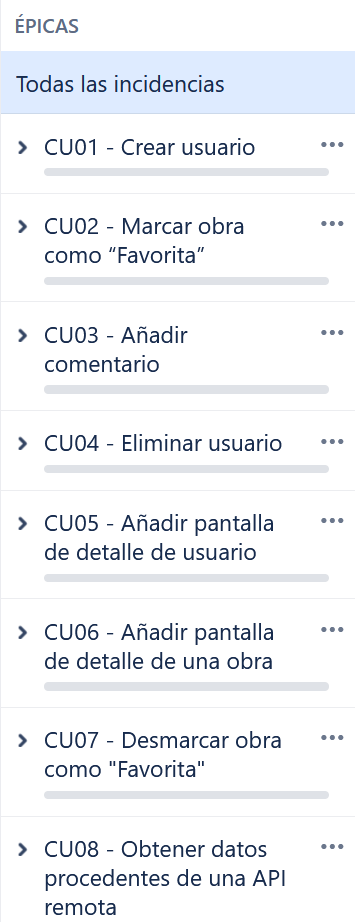 ÉPICAS
Todas las incidencias
CU01 - Crear usuario
CU02 - Marcar obra
como “Favorita”
CU03 - Añadir
comentario
CU04 - Eliminar usuario
CU05 - Añadir pantalla
de detalle de usuario
CU06 - Añadir pantalla
de detalle de una obra
CU07 - Desmarcar obra
como "Favorita"
CU08 - Obtener datos
procedentes de una API
remota